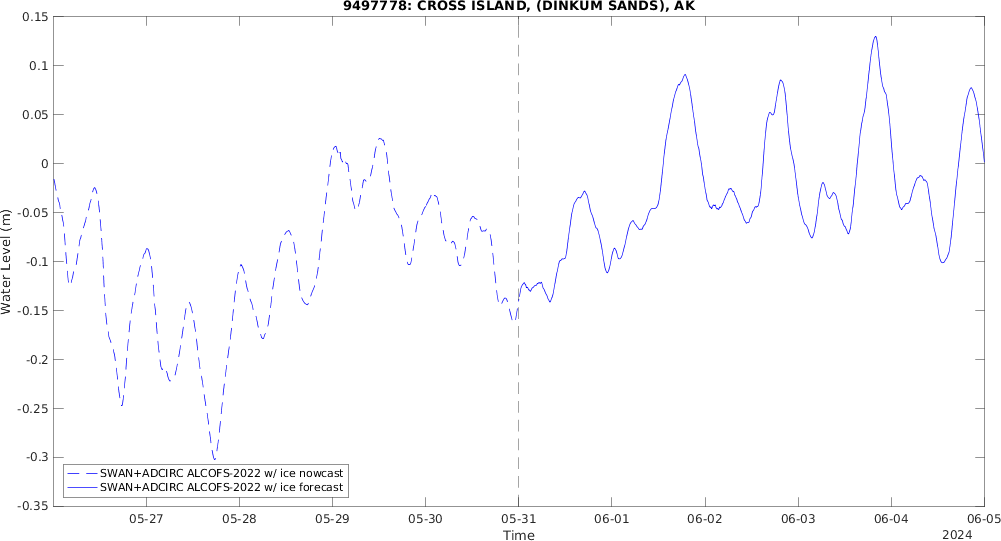 9497778: CROSS ISLAND, (DINKUM SANDS), AK
0.15
0.1
0.05
0
-0.05
-0.1
-0.15
-0.2
-0.25
-0.3
-0.35
Water Level (m)
SWAN+ADCIRC ALCOFS-2022 w/ ice nowcast
SWAN+ADCIRC ALCOFS-2022 w/ ice forecast
05-27 05-28 05-29 05-30 05-31 06-01 06-02 06-03 06-04 06-05
Time
2024